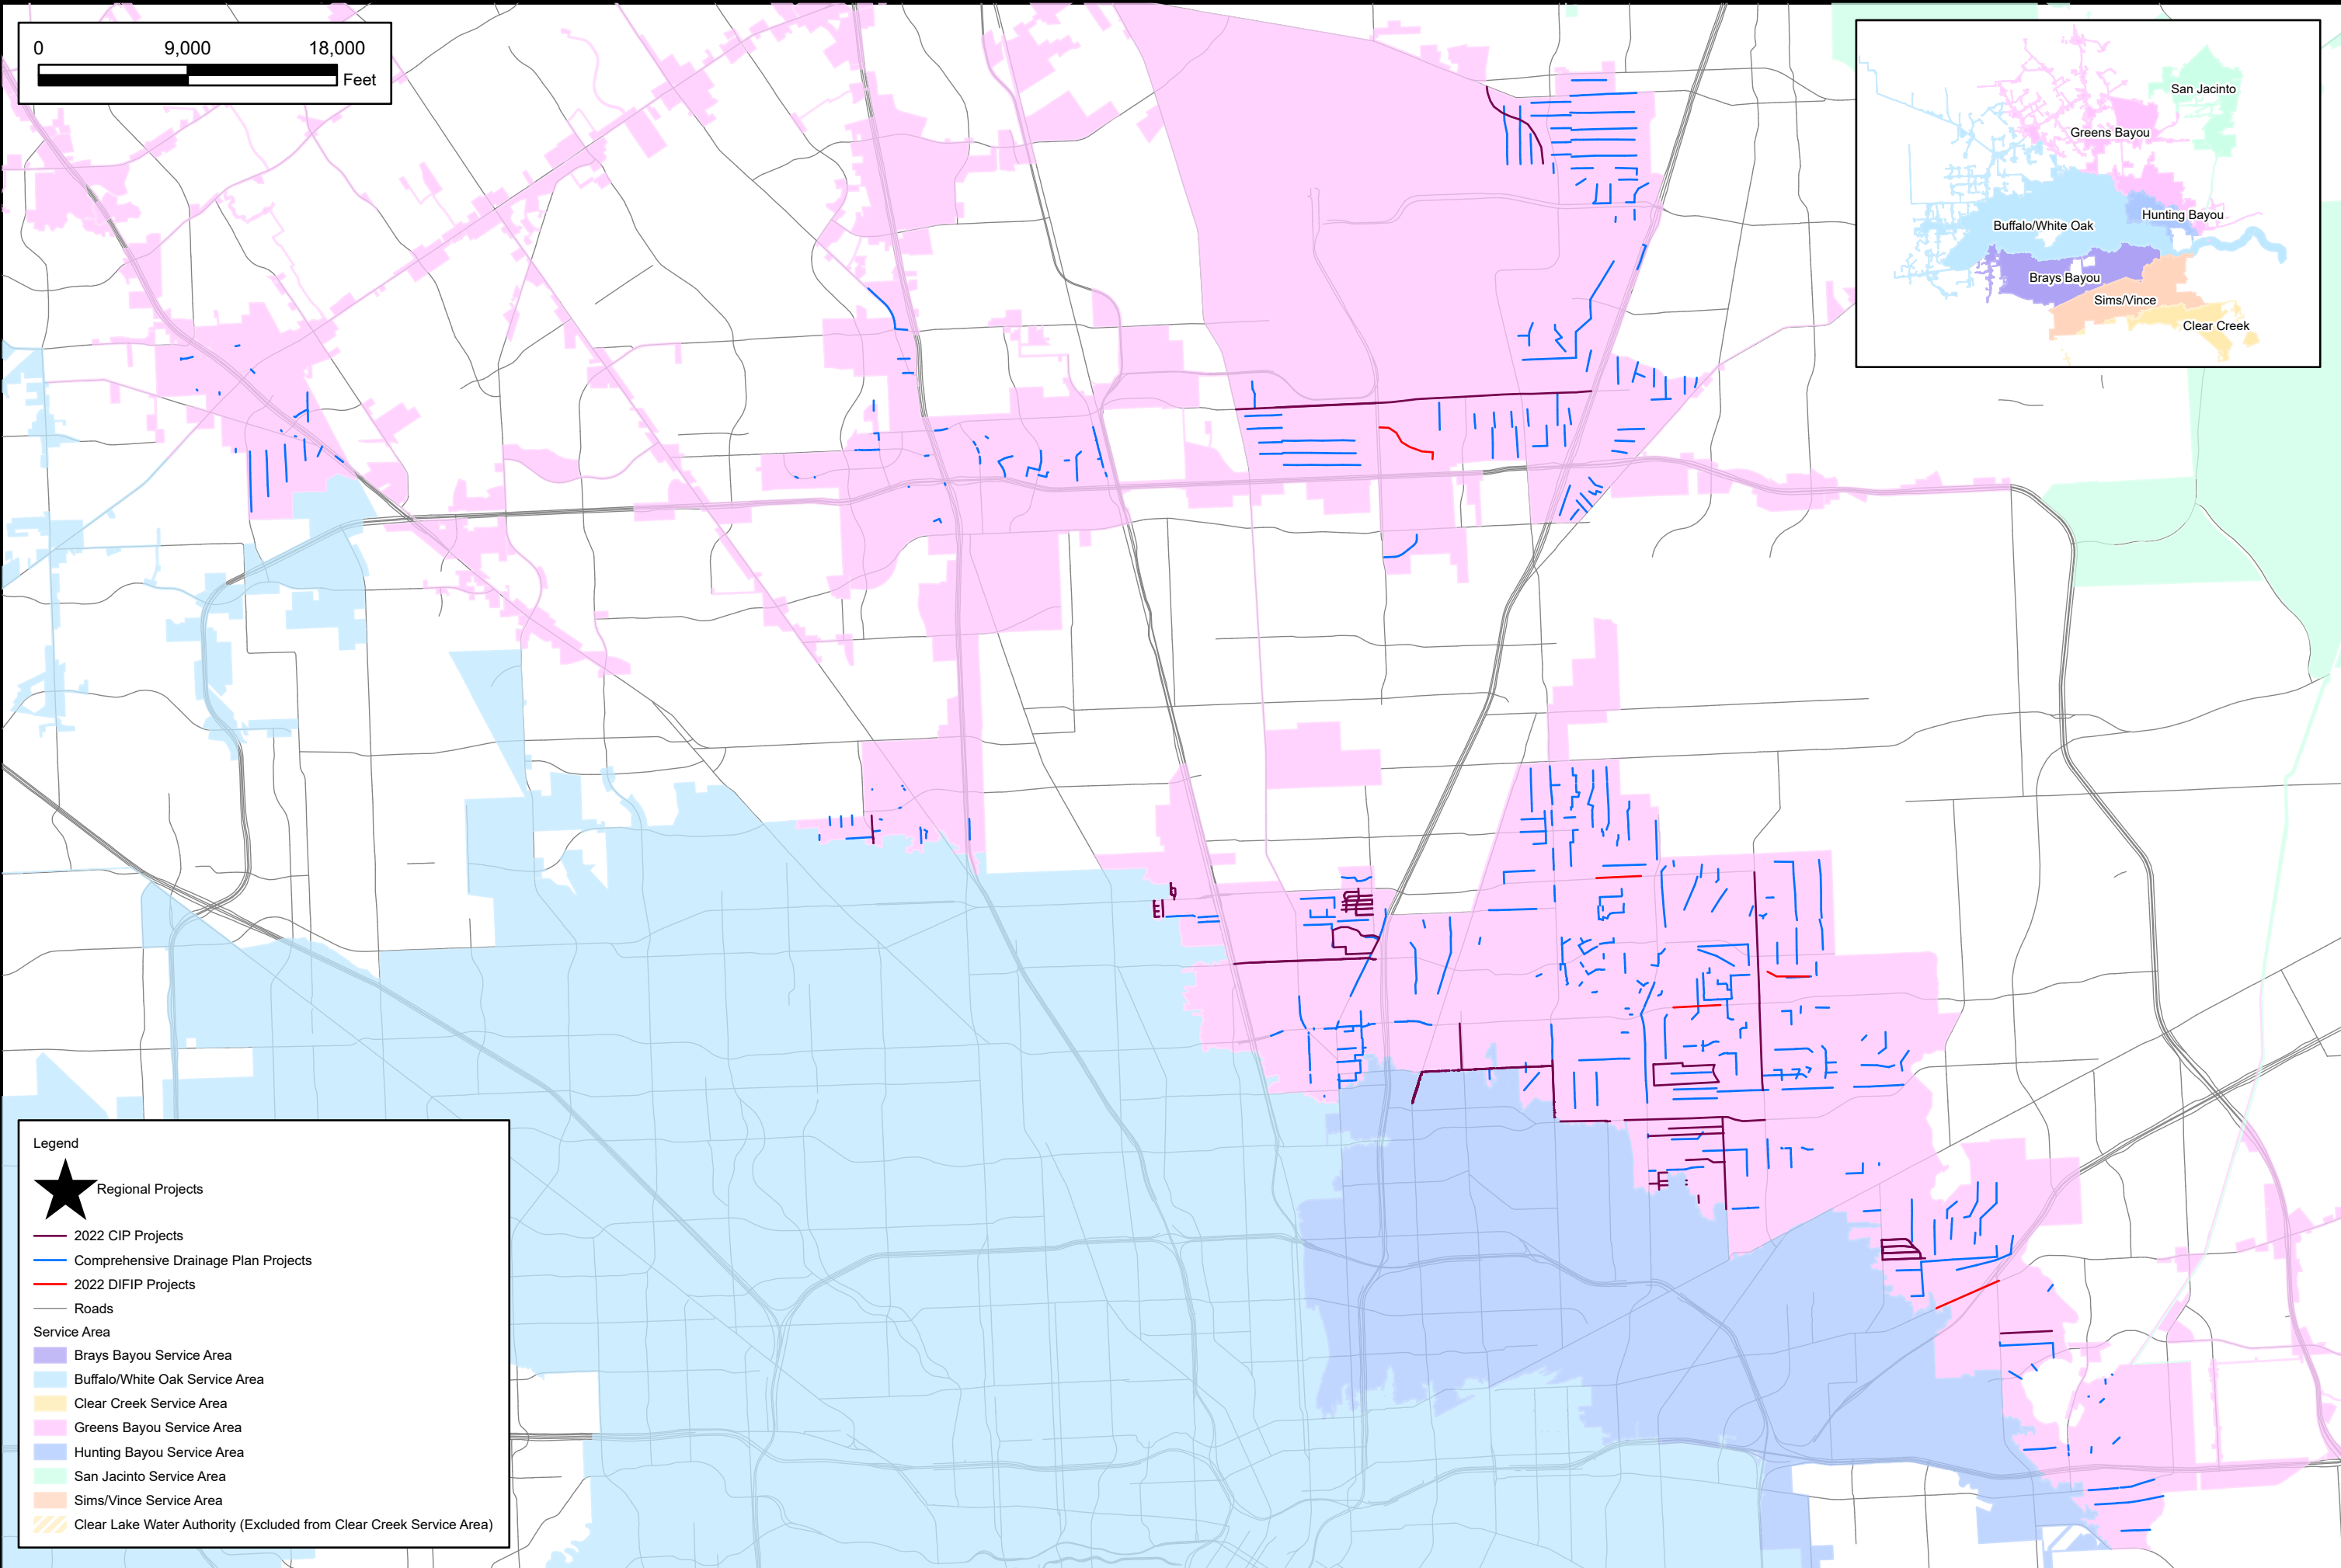 0 9,000 18,000
Feet
San Jacinto
Greens Bayou
Hunting Bayou
Buffalo/White Oak
Brays Bayou
Sims/Vince
Clear Creek
Legend
Regional Projects
2022 CIP Projects
Comprehensive Drainage Plan Projects
2022 DIFIP Projects
Roads
Service Area
Brays Bayou Service Area
Buffalo/White Oak Service Area
Clear Creek Service Area
Greens Bayou Service Area
Hunting Bayou Service Area
San Jacinto Service Area
Sims/Vince Service Area
Clear Lake Water Authority (Excluded from Clear Creek Service Area)